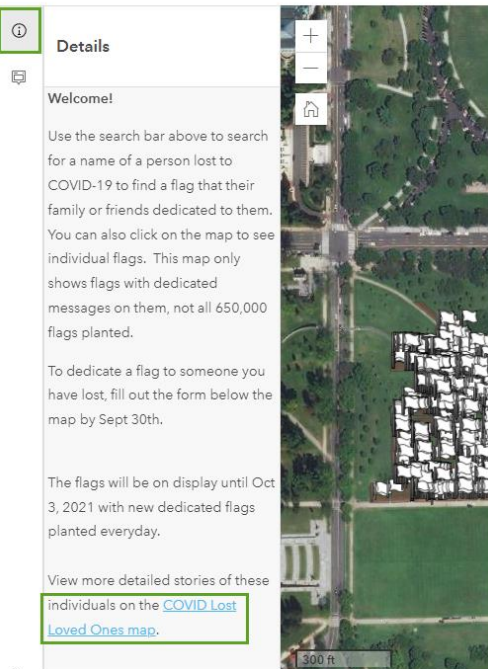 Details
Welcome!
Use the search bar above to search
for a name of a person lost to
COVID-19 to find a flag that their
family or friends dedicated to them.
You can also click on the map to see
individual flags. This map only
shows flags with dedicated
messages on them, not all 650,000
flags planted.
To dedicate a flag to someone you
have lost, fill out the form below the
map by Sept 30th.
The flags will be on display until Oct
3, 2021 with new dedicated flags
planted everyday.
View more detailed stories of these
individuals on the COVID Lost
Loved Ones map.
300 ft